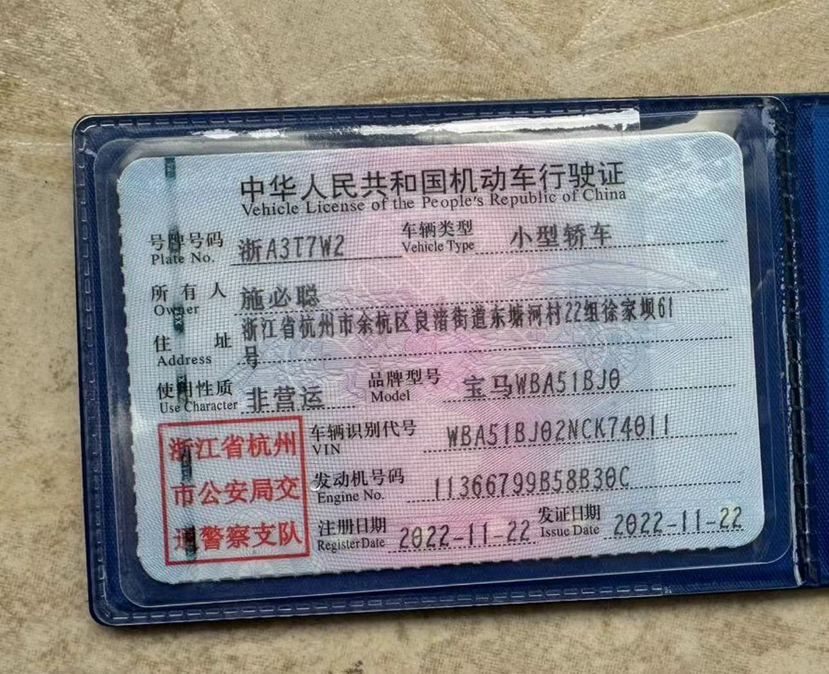 中华人民共和国机动车行驶证
Vehicle License of the People's Republic of China
号牌号码 浙A3T7W2 车辆类型 小型轿车
Plate No. Vehicle Type
所有人 施必聪
Owner
住址 浙江省杭州市余杭区良渚街道东塘河村22组徐家坝61
Address 号
使用性质 非营运 品牌型号 宝马WBA51BJ0
Use Character Model
浙江省杭州 车辆识别代号 WBA51BJ02NCK74011
VIN
市公安局交 发动机号码 11366799B58B30C
Engine No.
通警察支队 注册日期 2022-11-22 发证日期 2022-11-22
Register Date Issue Date